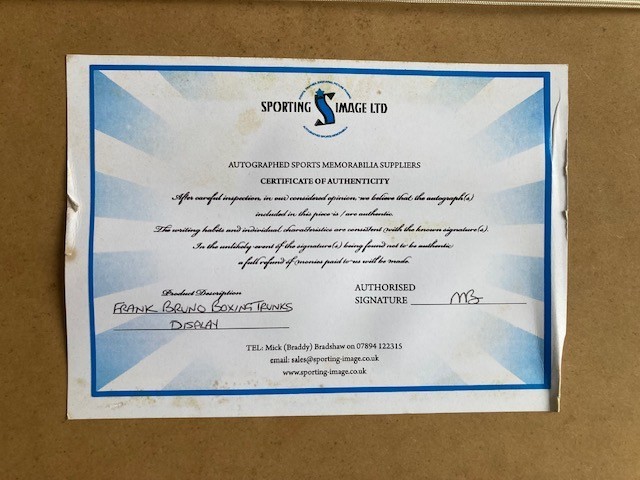 SPORTING S IMAGE LTD
AUTOGRAPHED SPORTS MEMORABILIA SUPPLIERS
CERTIFICATE OF AUTHENTICITY
After careful inspection, in our considered opinion we believe that the autograph(s)
included in this piece is / are authentic.
The writing habits and individual characteristics are consistent with the known signature(s).
In the unlikely event of the signature(s) being found not to be authentic
a full refund of monies paid to us will be made.
Product Description
FRANK BRUNO BOXING TRUNKS
DISPLAY
AUTHORISED
SIGNATURE MB
TEL: Mick (Braddy) Bradshaw on 07894 122315
email: sales@sporting-image.co.uk
www.sporting-image.co.uk